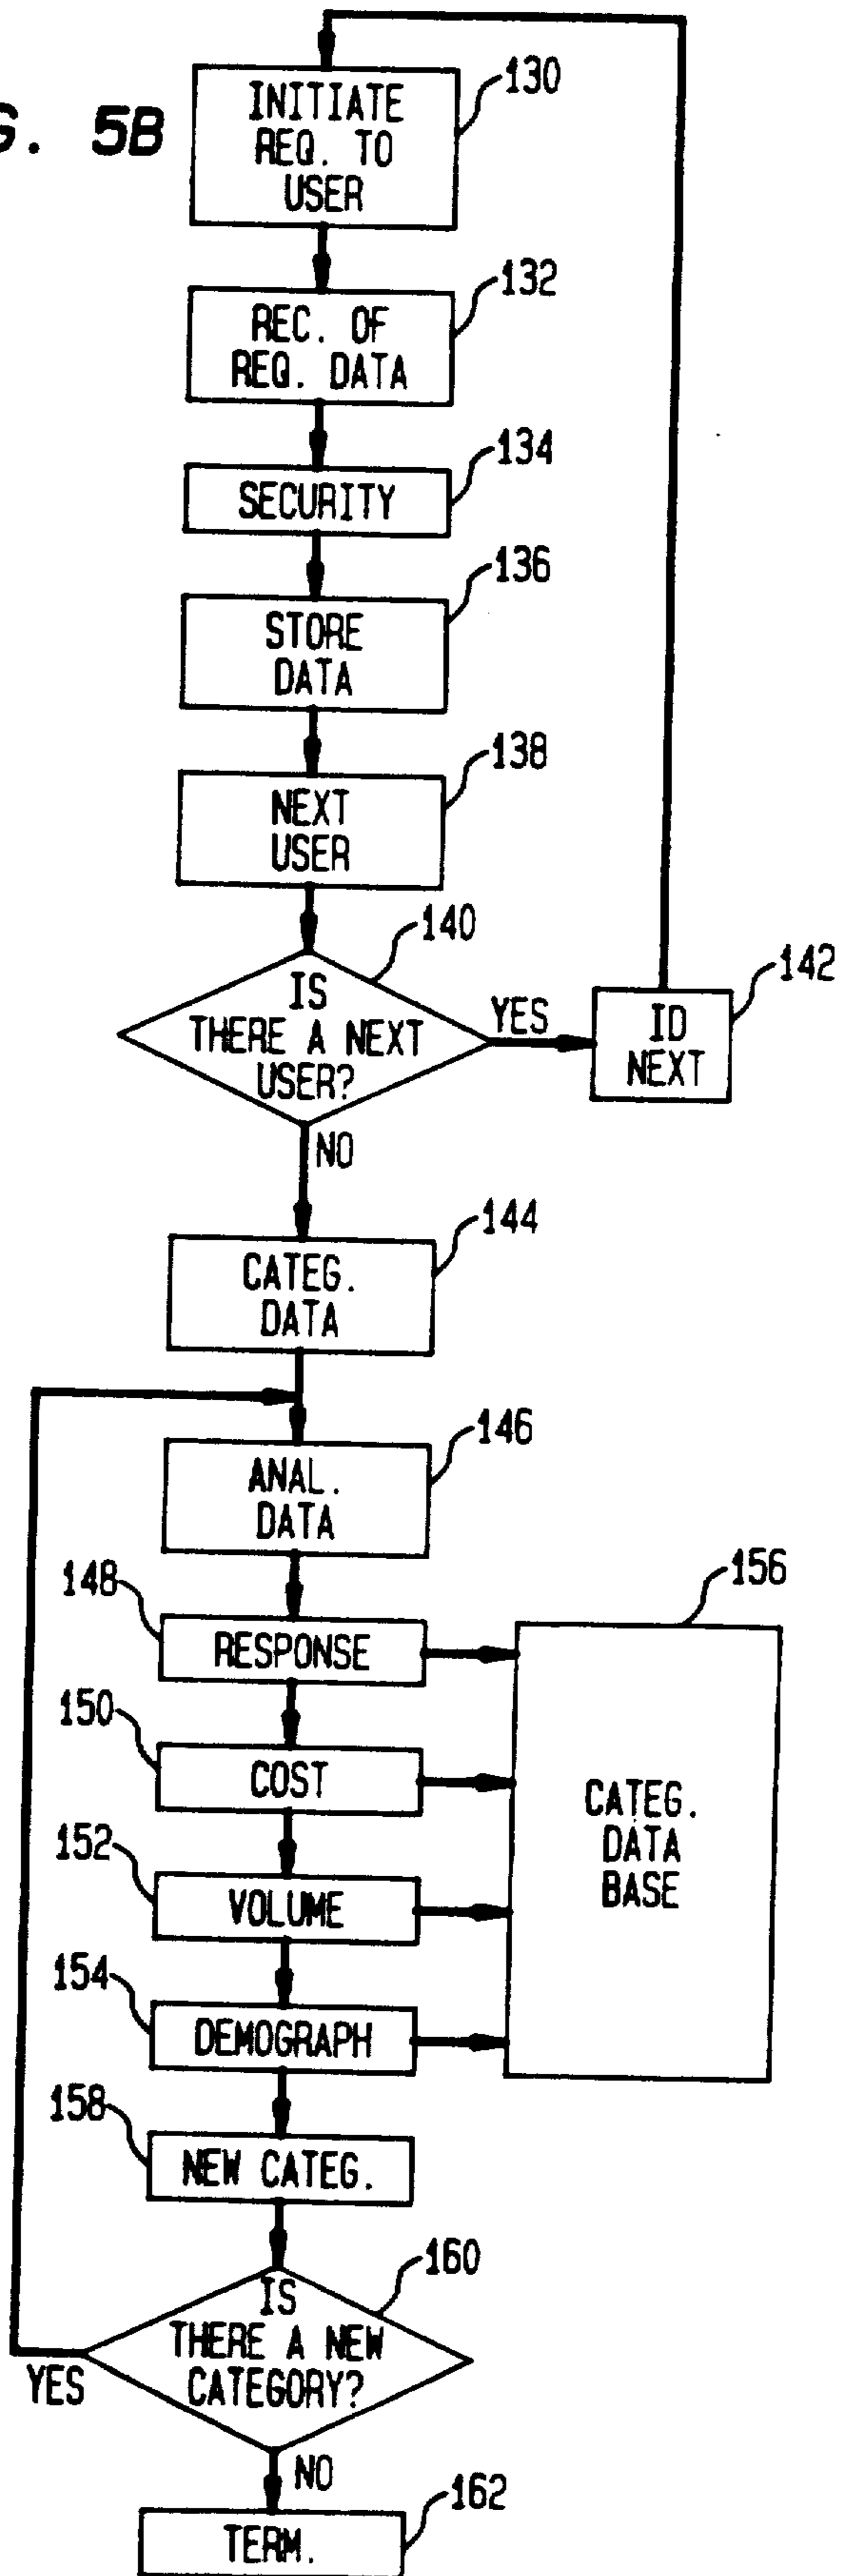 G. 5B
130
INITIATE
REQ. TO
USER
132
REC. OF
REQ. DATA
134
SECURITY
136
STORE
DATA
138
NEXT
USER
140
IS
THERE A NEXT
USER?
YES
142
ID
NEXT
NO
144
CATEG.
DATA
146
ANAL.
DATA
148
RESPONSE
156
CATEG.
DATA
BASE
150
COST
152
VOLUME
154
DEMOGRAPH
158
NEW CATEG.
160
IS
THERE A NEW
CATEGORY?
YES
NO
162
TERM.